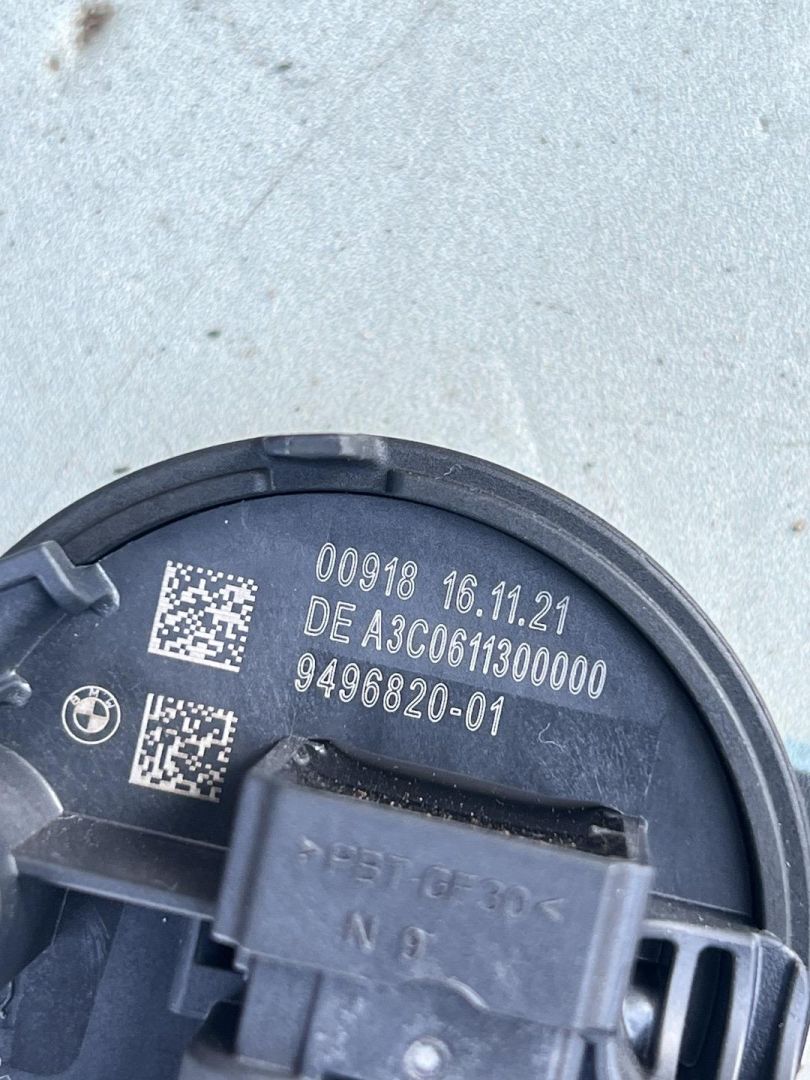 00918 16.11.21
DE A3C0611300000
9496820-01
BMW
>PBT-GF30<
N 9